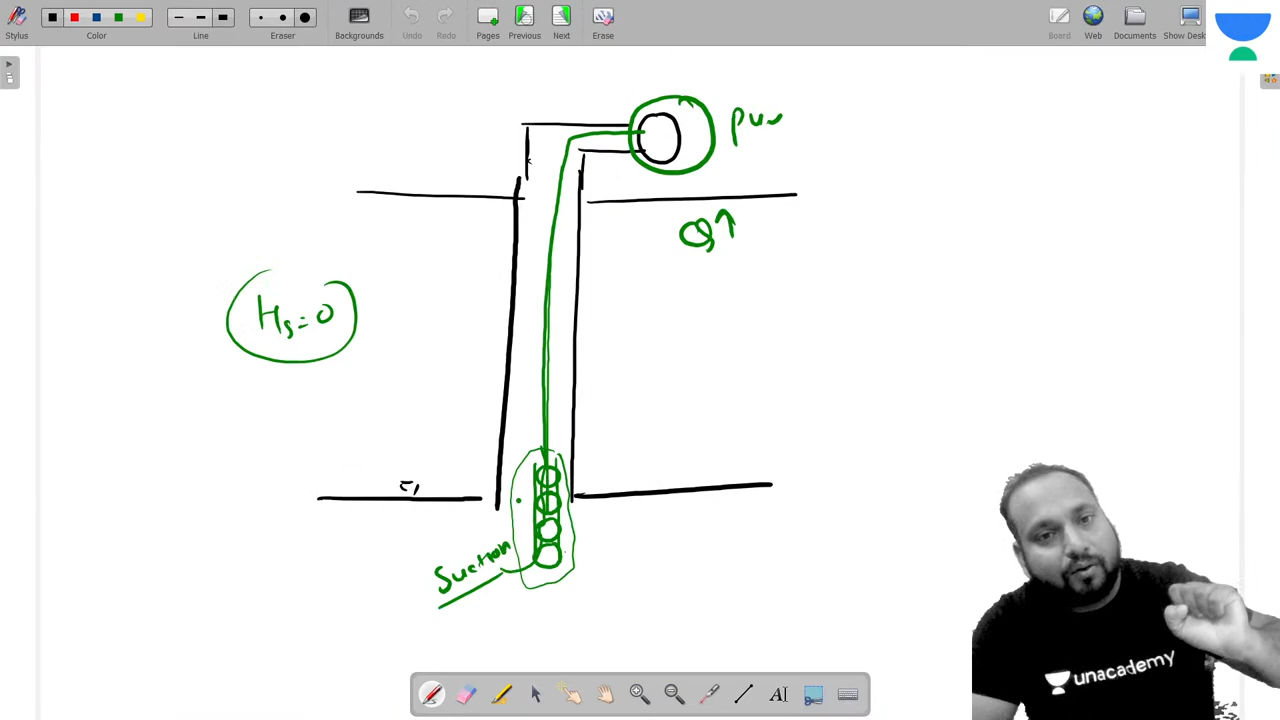 Stylus
Color
Line
Eraser
Backgrounds
Undo
Redo
Pages
Previous
Next
Erase
Board
Web
Documents
Show Desk
Q↑
Hs=0
Suction
unacademy